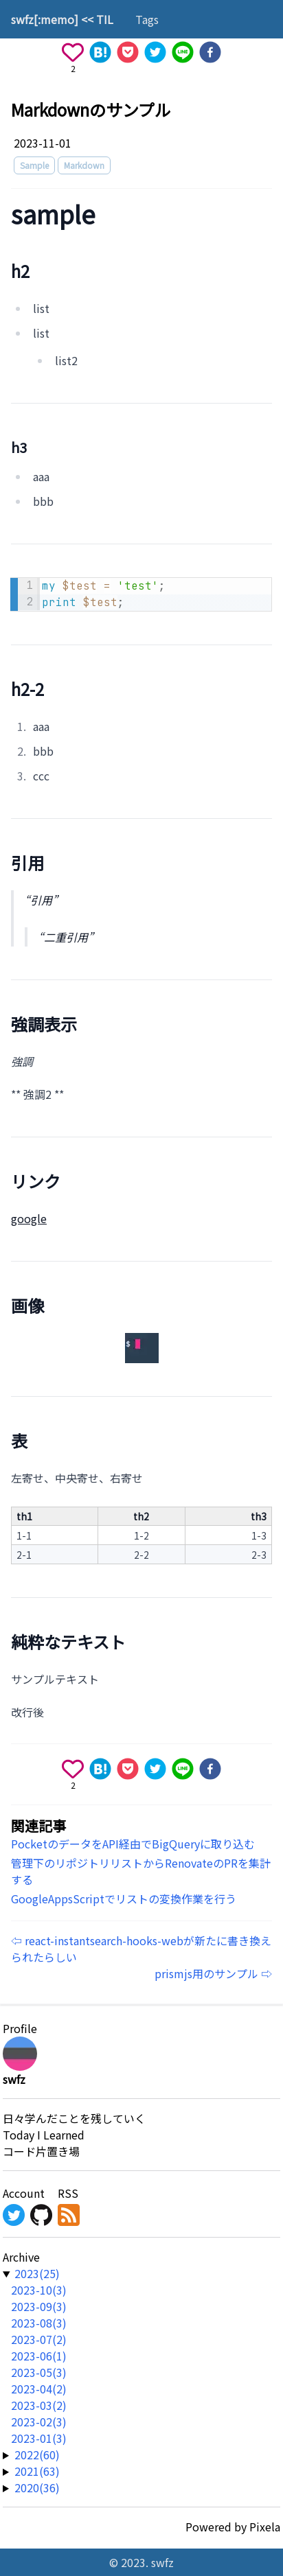 swfz[:memo] << TIL Tags
B!
LINE
2
Markdownのサンプル
2023-11-01
Sample Markdown
sample
h2
list
list
list2
h3
aaa
bbb
1 my $test = 'test';
2 print $test;
h2-2
1. aaa
2. bbb
3. ccc
引用
“引用”
“二重引用”
強調表示
強調
** 強調2 **
リンク
google
画像
$
表
左寄せ、中央寄せ、右寄せ
th1 th2 th3
1-1 1-2 1-3
2-1 2-2 2-3
純粋なテキスト
サンプルテキスト
改行後
B!
LINE
2
関連記事
PocketのデータをAPI経由でBigQueryに取り込む
管理下のリポジトリリストからRenovateのPRを集計
する
GoogleAppsScriptでリストの変換作業を行う
⇦ react-instantsearch-hooks-webが新たに書き換え
られたらしい
prismjs用のサンプル ⇨
Profile
swfz
日々学んだことを残していく
Today I Learned
コード片置き場
Account RSS
Archive
▼ 2023(25)
2023-10(3)
2023-09(3)
2023-08(3)
2023-07(2)
2023-06(1)
2023-05(3)
2023-04(2)
2023-03(2)
2023-02(3)
2023-01(3)
▶ 2022(60)
▶ 2021(63)
▶ 2020(36)
Powered by Pixela
© 2023. swfz